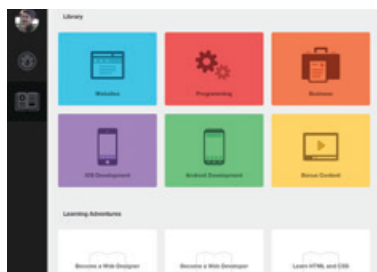 Library
Websites
Programming
Business
iOS Development
Android Development
Bonus Content
Learning Adventures
Become a Web Designer
Become a Web Developer
Learn HTML and CSS